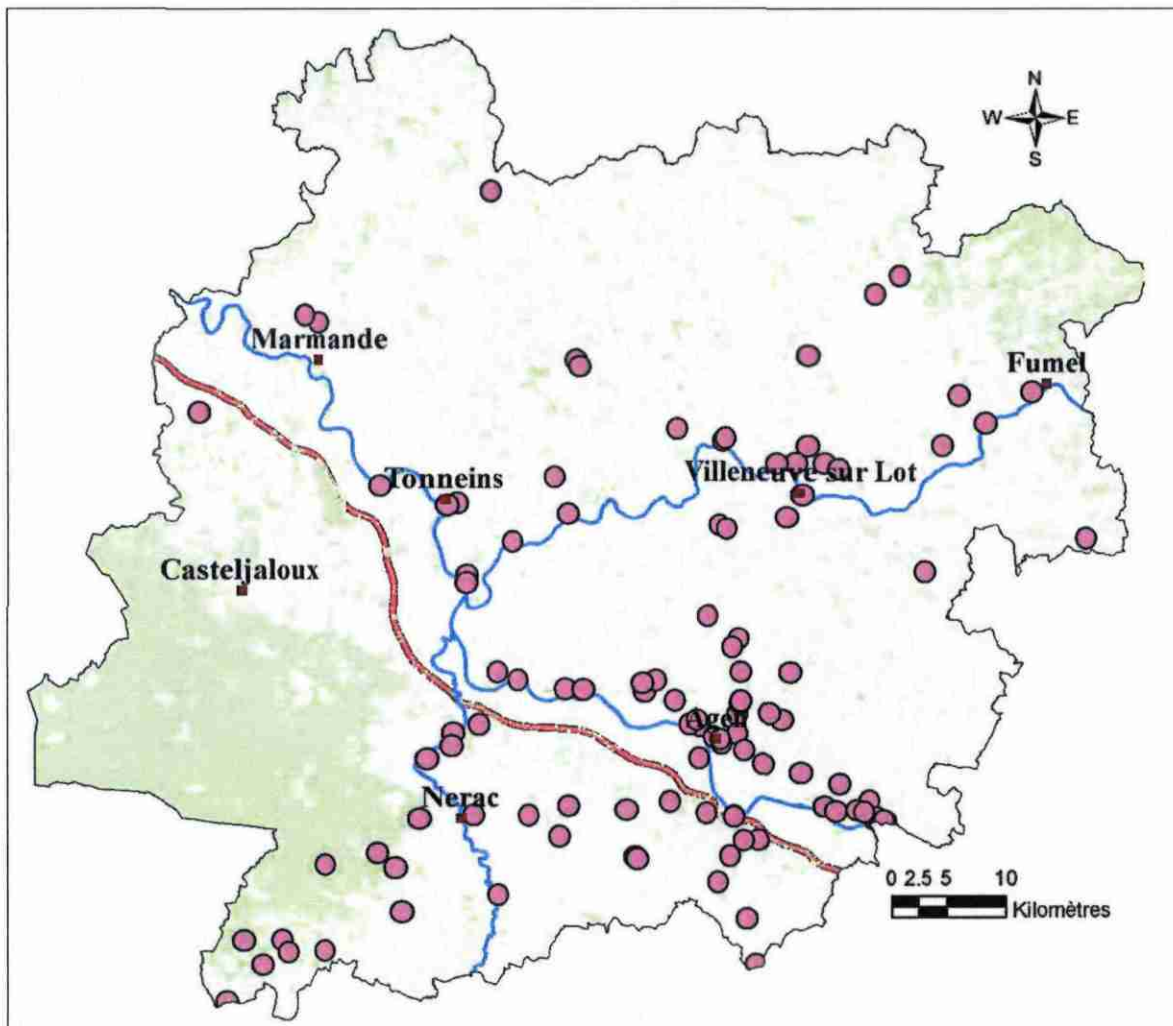 N
W E
S
Marmande
Fumel
Tonneins
Villeneuve sur Lot
Casteljaloux
Agen
Nerac
0 2.5 5 10
Kilomètres